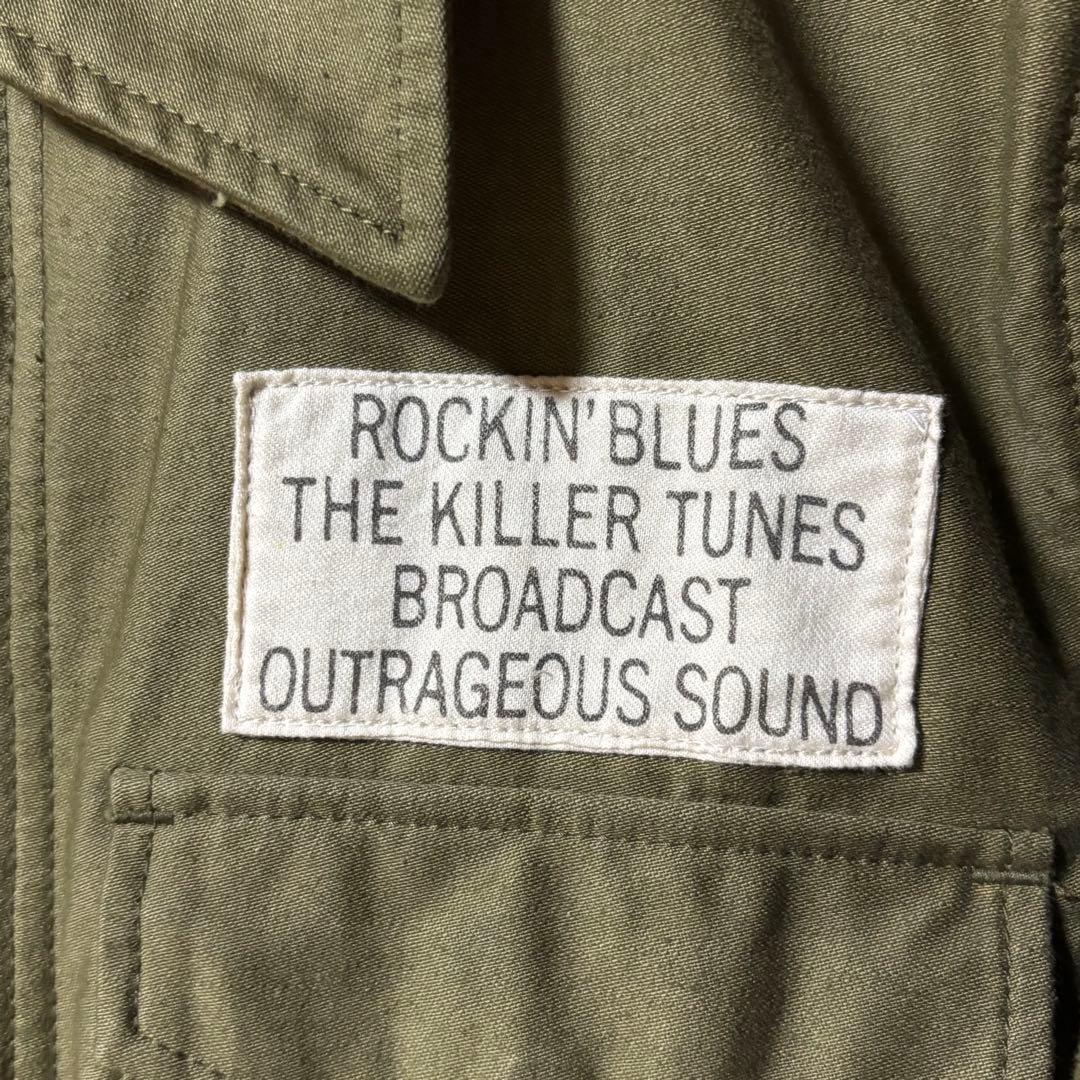 ROCKIN' BLUES
THE KILLER TUNES
BROADCAST
OUTRAGEOUS SOUND